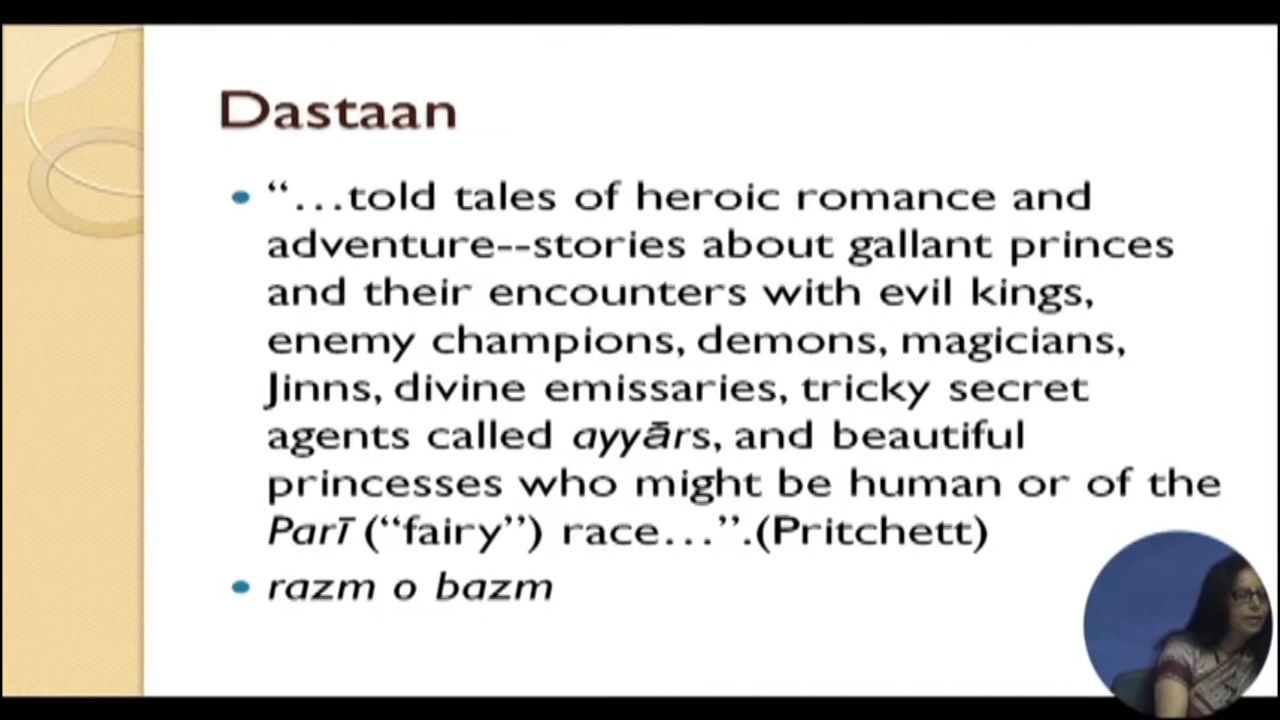 Dastaan
“…told tales of heroic romance and
adventure--stories about gallant princes
and their encounters with evil kings,
enemy champions, demons, magicians,
Jinns, divine emissaries, tricky secret
agents called ayyārs, and beautiful
princesses who might be human or of the
Parī (“fairy”) race…”.(Pritchett)
razm o bazm